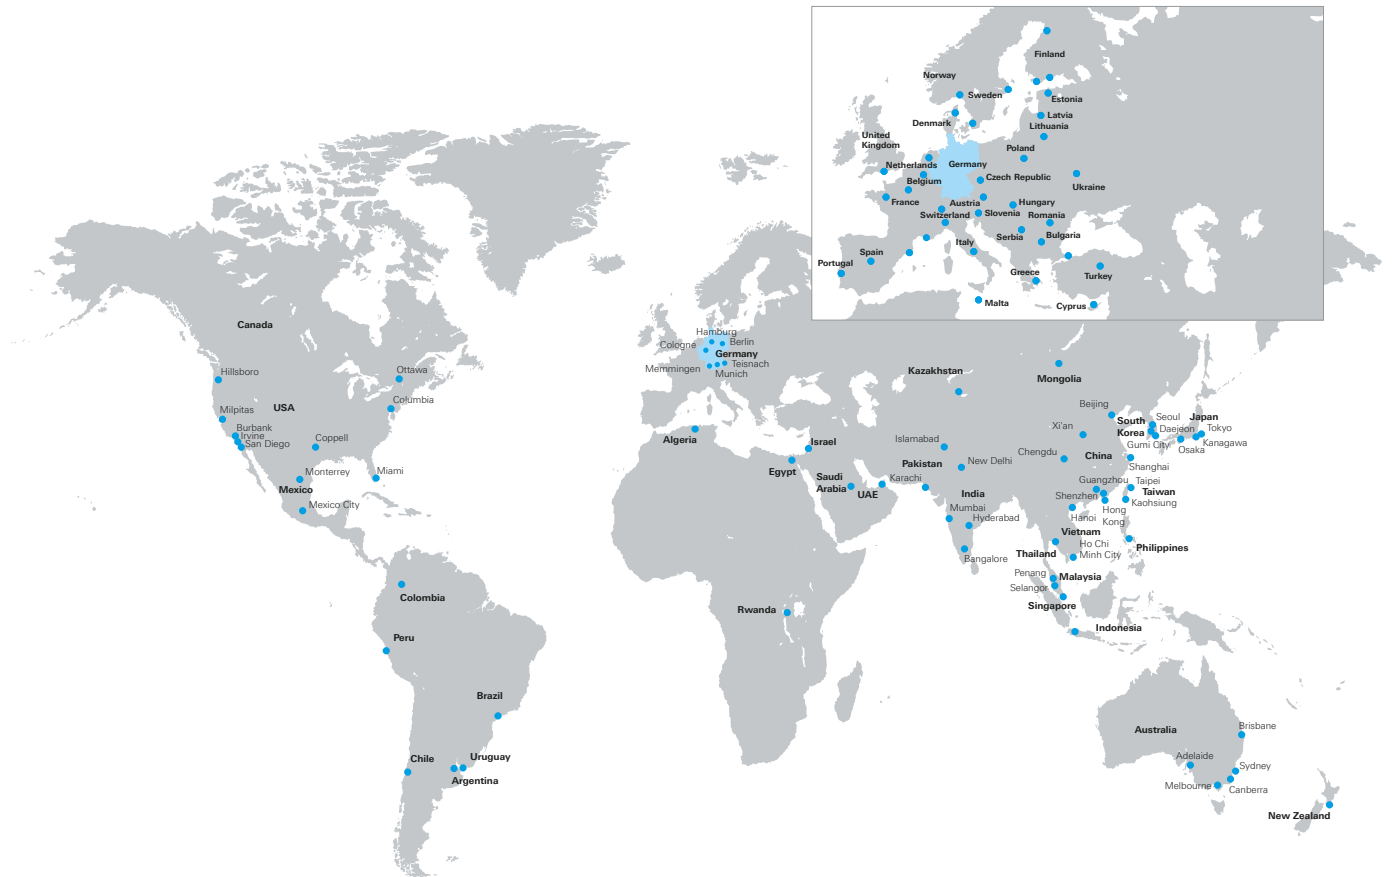 Finland
Norway
Sweden
Estonia
Latvia
Denmark
Lithuania
United
Kingdom
Poland
Netherlands
Germany
Czech Republic
Belgium
Ukraine
France
Austria
Hungary
Switzerland
Slovenia
Romania
Serbia
Bulgaria
Italy
Spain
Portugal
Greece
Turkey
Malta
Cyprus
Canada
Hillsboro
Ottawa
Milpitas
USA
Columbia
Burbank
Irvine
San Diego
Coppell
Monterrey
Miami
Mexico
Mexico City
Colombia
Peru
Brazil
Chile
Uruguay
Argentina
Hamburg
Cologne
Berlin
Germany
Memmingen
Teisnach
Munich
Algeria
Israel
Egypt
Saudi
Arabia
UAE
Rwanda
Kazakhstan
Mongolia
Islamabad
Pakistan
New Delhi
Karachi
India
Mumbai
Hyderabad
Bangalore
Beijing
Xi'an
Chengdu
China
South
Korea
Seoul
Daejeon
Gumi City
Japan
Tokyo
Kanagawa
Osaka
Shanghai
Guangzhou
Taipei
Shenzhen
Taiwan
Kaohsiung
Hong
Kong
Hanoi
Vietnam
Ho Chi
Minh City
Thailand
Philippines
Penang
Malaysia
Selangor
Singapore
Indonesia
Australia
Brisbane
Adelaide
Sydney
Melbourne
Canberra
New Zealand